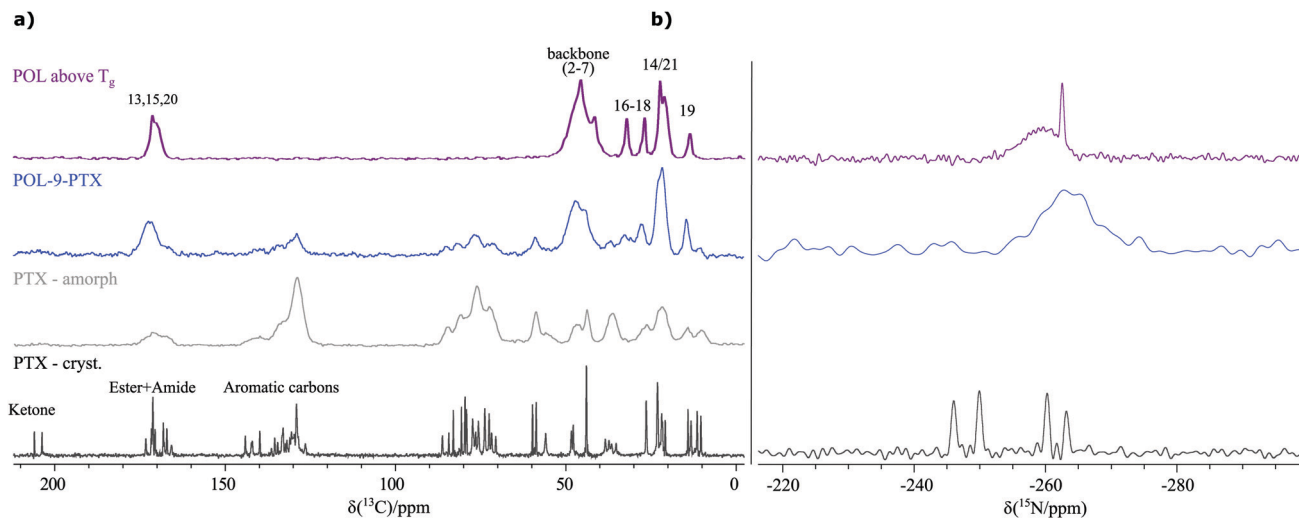 a)
b)
POL above Tg
13,15,20
backbone
(2-7)
16-18
14/21
19
POL-9-PTX
PTX - amorph
PTX - cryst.
Ketone
Ester+Amide
Aromatic carbons
200 150 100 50 0
δ(¹³C)/ppm
-220 -240 -260 -280
δ(¹⁵N/ppm)